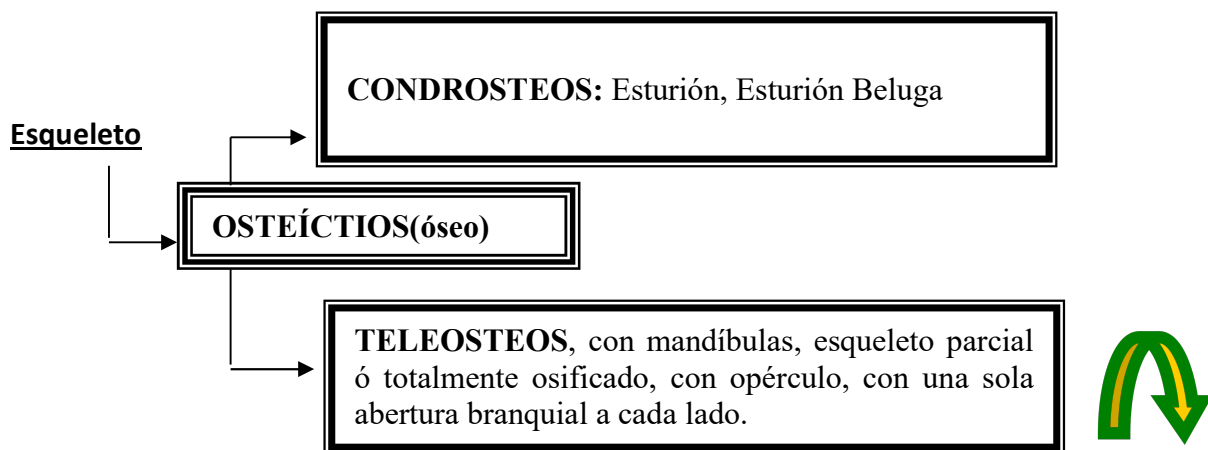 CONDROSTEOS: Esturión, Esturión Beluga
Esqueleto
OSTEÍCTIOS(óseo)
TELEOSTEOS, con mandíbulas, esqueleto parcial
ó totalmente osificado, con opérculo, con una sola
abertura branquial a cada lado.